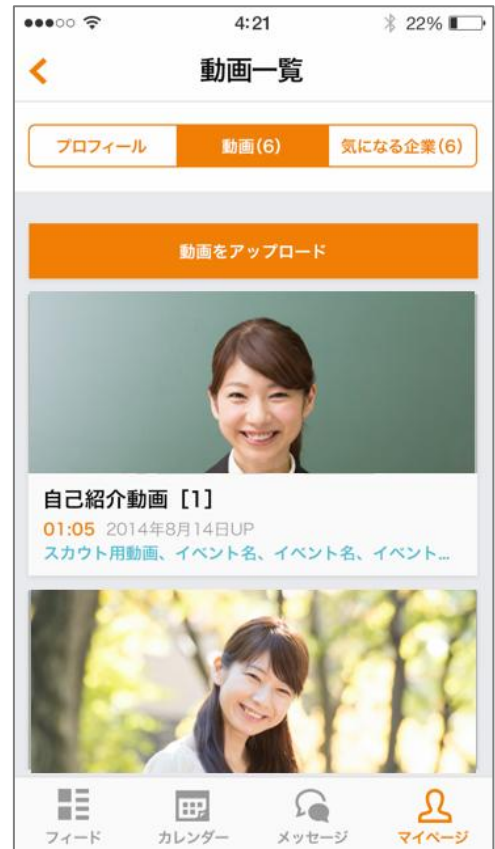 4:21
22%
動画一覧
プロフィール
動画(6)
気になる企業(6)
動画をアップロード
自己紹介動画［1］
01:05 2014年8月14日UP
スカウト用動画、イベント名、イベント名、イベント…
フィード
カレンダー
メッセージ
マイページ